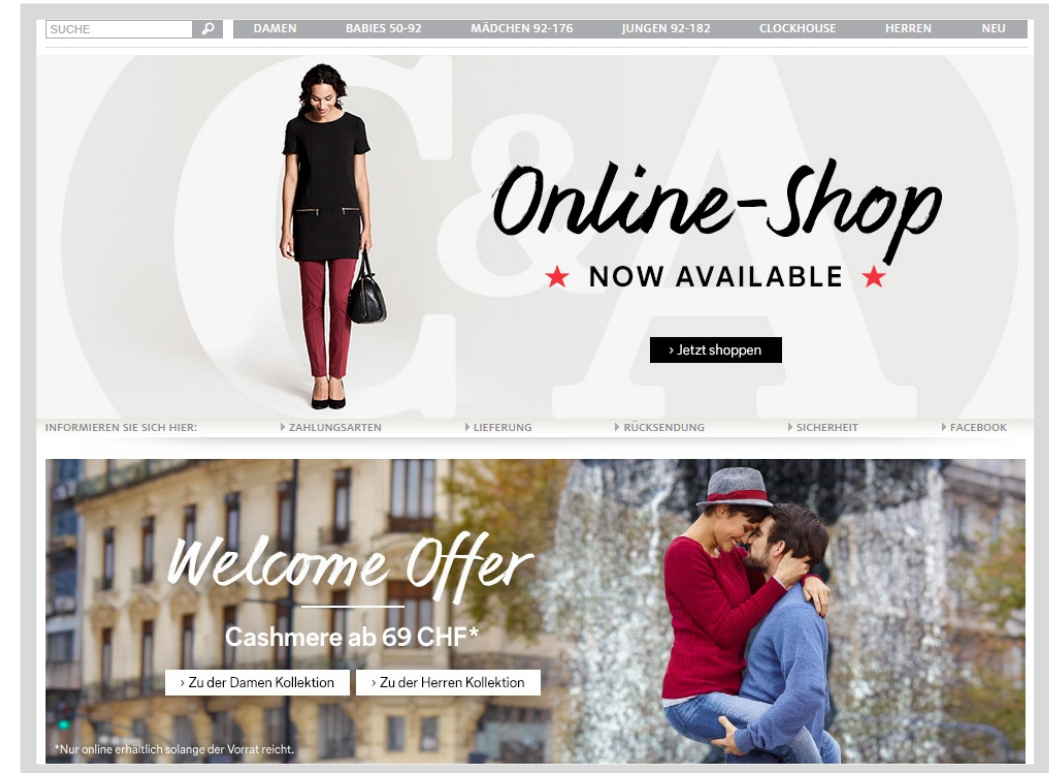 SUCHE
DAMEN BABIES 50-92 MÄDCHEN 92-176 JUNGEN 92-182 CLOCKHOUSE HERREN NEU
C&A
Online-Shop
★ NOW AVAILABLE ★
› Jetzt shoppen
INFORMIEREN SIE SICH HIER: ZAHLUNGSARTEN LIEFERUNG RÜCKSENDUNG SICHERHEIT FACEBOOK
Welcome Offer
Cashmere ab 69 CHF*
› Zu der Damen Kollektion › Zu der Herren Kollektion
*Nur online erhältlich solange der Vorrat reicht.